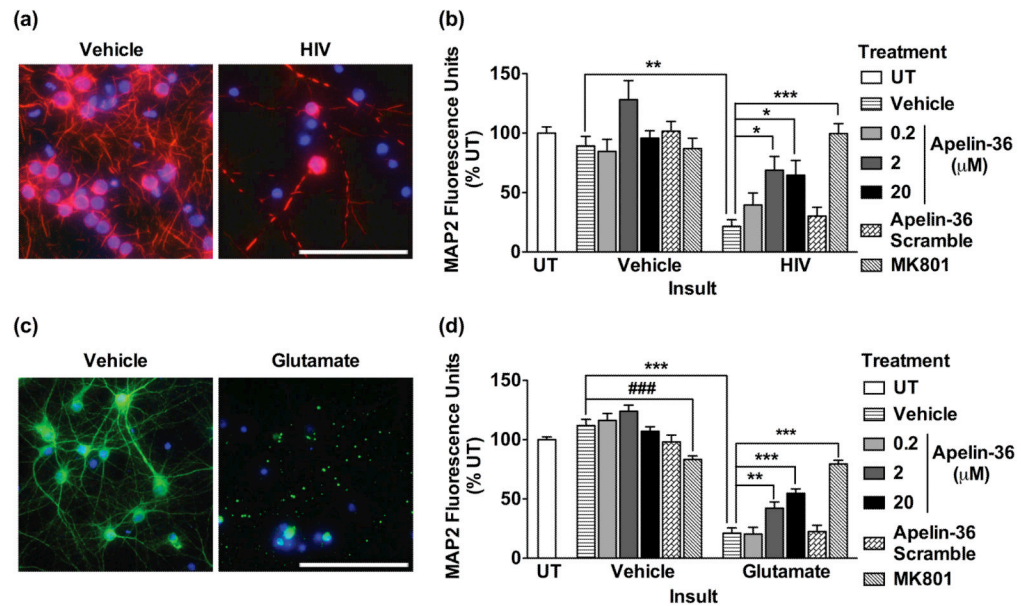 (a)
Vehicle
HIV
(b)
MAP2 Fluorescence Units
(% UT)
150
100
50
0
**
***
*
*
UT
Vehicle
HIV
Insult
Treatment
UT
Vehicle
0.2
2
20
Apelin-36
(μM)
Apelin-36
Scramble
MK801
(c)
Vehicle
Glutamate
(d)
MAP2 Fluorescence Units
(% UT)
150
100
50
0
***
###
***
***
**
UT
Vehicle
Glutamate
Insult
Treatment
UT
Vehicle
0.2
2
20
Apelin-36
(μM)
Apelin-36
Scramble
MK801